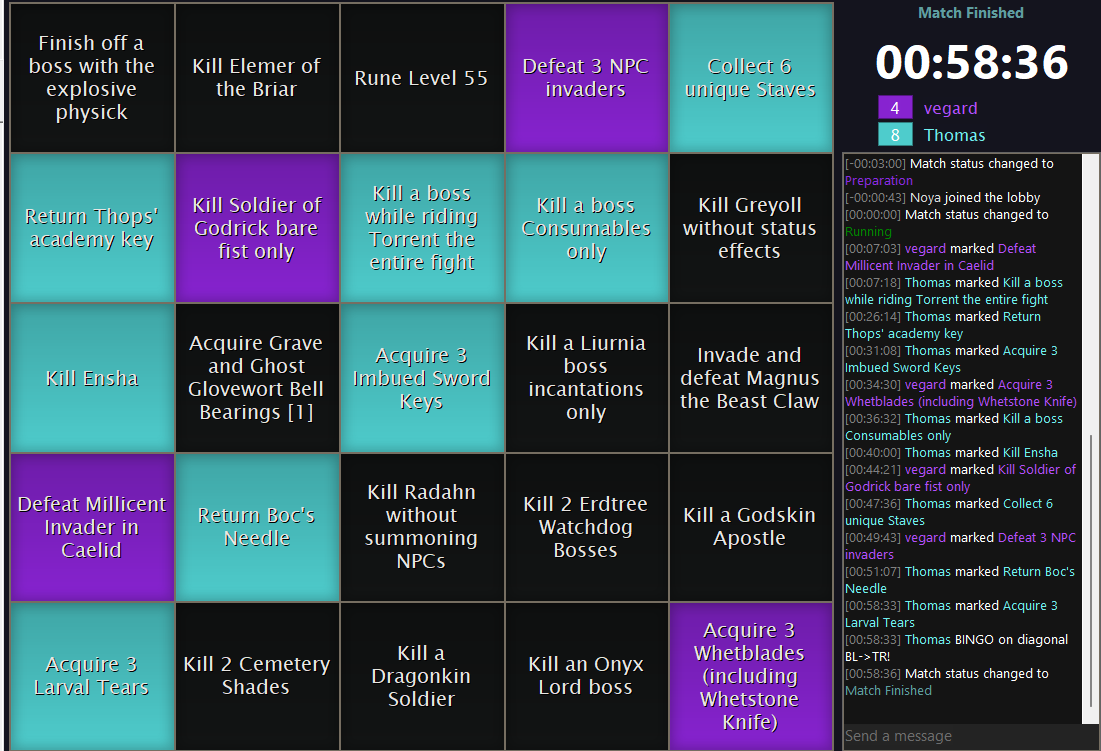 Finish off a
boss with the
explosive
physick
Kill Elemer of
the Briar
Rune Level 55
Defeat 3 NPC
invaders
Collect 6
unique Staves
Return Thops'
academy key
Kill Soldier of
Godrick bare
fist only
Kill a boss
while riding
Torrent the
entire fight
Kill a boss
Consumables
only
Kill Greyoll
without status
effects
Kill Ensha
Acquire Grave
and Ghost
Glovewort Bell
Bearings [1]
Acquire 3
Imbued Sword
Keys
Kill a Liurnia
boss
incantations
only
Invade and
defeat Magnus
the Beast Claw
Defeat Millicent
Invader in
Caelid
Return Boc's
Needle
Kill Radahn
without
summoning
NPCs
Kill 2 Erdtree
Watchdog
Bosses
Kill a Godskin
Apostle
Acquire 3
Larval Tears
Kill 2 Cemetery
Shades
Kill a
Dragonkin
Soldier
Kill an Onyx
Lord boss
Acquire 3
Whetblades
(including
Whetstone
Knife)
Match Finished
00:58:36
4 vegard
8 Thomas
[-00:03:00] Match status changed to
Preparation
[-00:00:43] Noya joined the lobby
[00:00:00] Match status changed to
Running
[00:07:03] vegard marked Defeat
Millicent Invader in Caelid
[00:07:18] Thomas marked Kill a boss
while riding Torrent the entire fight
[00:26:14] Thomas marked Return
Thops' academy key
[00:31:08] Thomas marked Acquire 3
Imbued Sword Keys
[00:34:30] vegard marked Acquire 3
Whetblades (including Whetstone Knife)
[00:36:32] Thomas marked Kill a boss
Consumables only
[00:40:00] Thomas marked Kill Ensha
[00:44:21] vegard marked Kill Soldier of
Godrick bare fist only
[00:47:36] Thomas marked Collect 6
unique Staves
[00:49:43] vegard marked Defeat 3 NPC
invaders
[00:51:07] Thomas marked Return Boc's
Needle
[00:58:33] Thomas marked Acquire 3
Larval Tears
[00:58:33] Thomas BINGO on diagonal
BL->TR!
[00:58:36] Match status changed to
Match Finished
Send a message